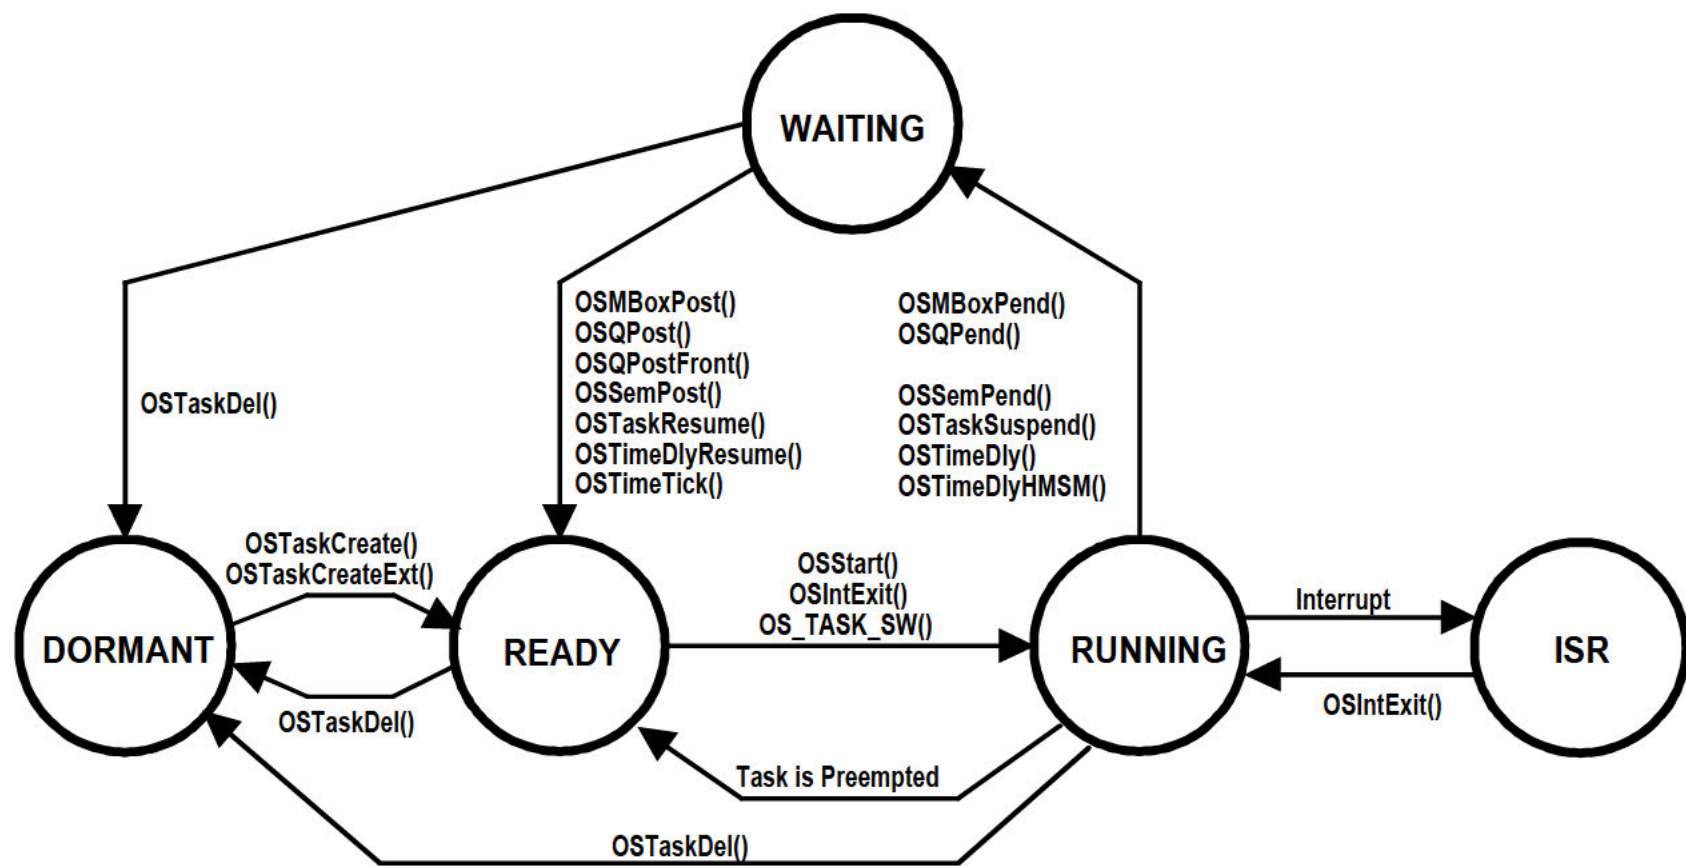 WAITING
OSMBoxPost()
OSQPost()
OSQPostFront()
OSSemPost()
OSTaskResume()
OSTimeDlyResume()
OSTimeTick()
OSMBoxPend()
OSQPend()
OSSemPend()
OSTaskSuspend()
OSTimeDly()
OSTimeDlyHMSM()
OSTaskDel()
OSTaskCreate()
OSTaskCreateExt()
OSStart()
OSIntExit()
OS_TASK_SW()
Interrupt
DORMANT
READY
RUNNING
ISR
OSTaskDel()
OSIntExit()
Task is Preempted
OSTaskDel()